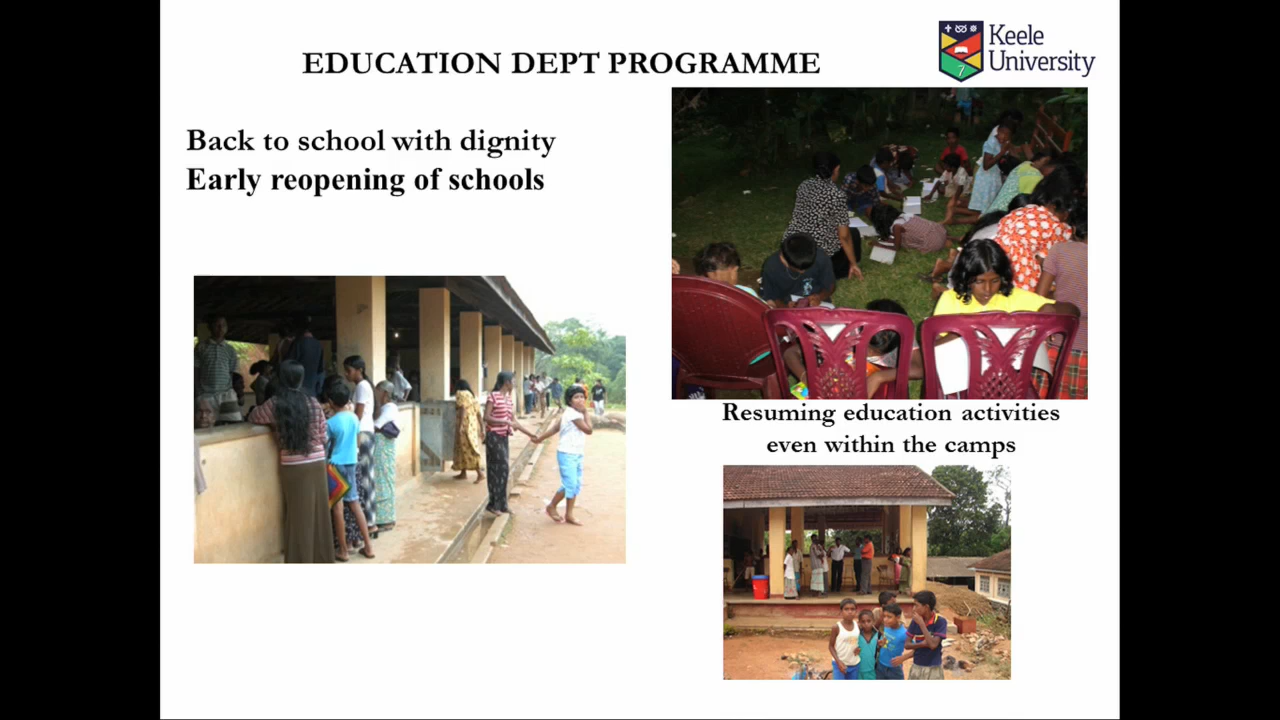 EDUCATION DEPT PROGRAMME
Keele
University
Back to school with dignity
Early reopening of schools
Resuming education activities
even within the camps